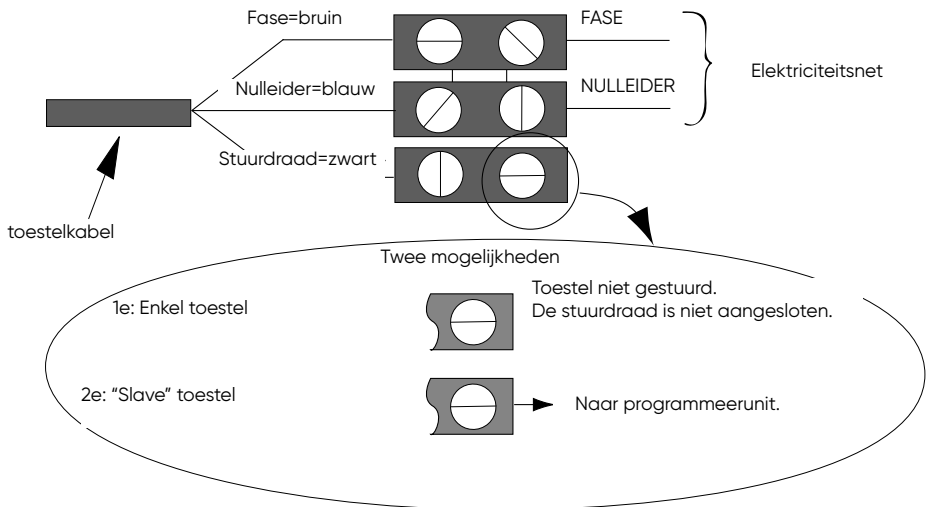 Fase=bruin
FASE
Nulleider=blauw
NULLEIDER
Elektriciteitsnet
Stuurdraad=zwart
toestelkabel
Twee mogelijkheden
1e: Enkel toestel
Toestel niet gestuurd.
De stuurdraad is niet aangesloten.
2e: "Slave" toestel
Naar programmeerunit.